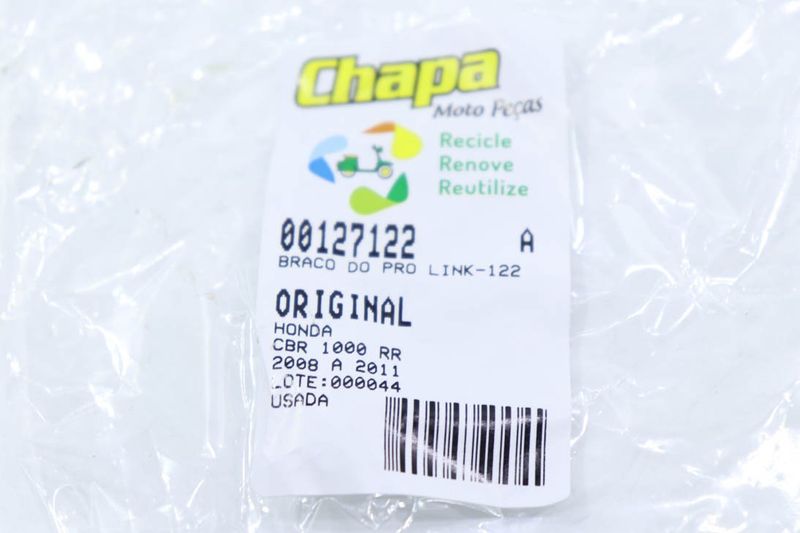 Chapa
Moto Peças
Recicle
Renove
Reutilize
00127122 A
BRACO DO PRO LINK-122
ORIGINAL
HONDA
CBR 1000 RR
2008 A 2011
LOTE:000044
USADA